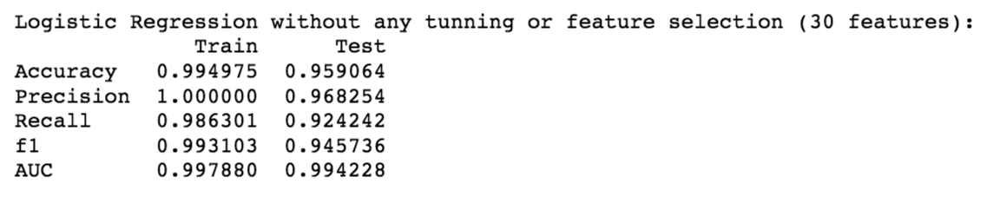 Logistic Regression without any tunning or feature selection (30 features):
Train Test
Accuracy 0.994975 0.959064
Precision 1.000000 0.968254
Recall 0.986301 0.924242
f1 0.993103 0.945736
AUC 0.997880 0.994228